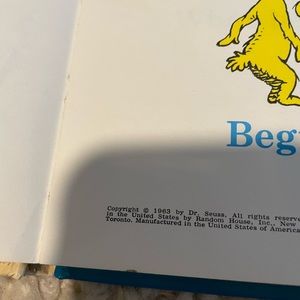 Beg
Copyright © 1963 by Dr. Seuss. All rights reserve
in the United States by Random House, Inc., New
Toronto. Manufactured in the United States of America